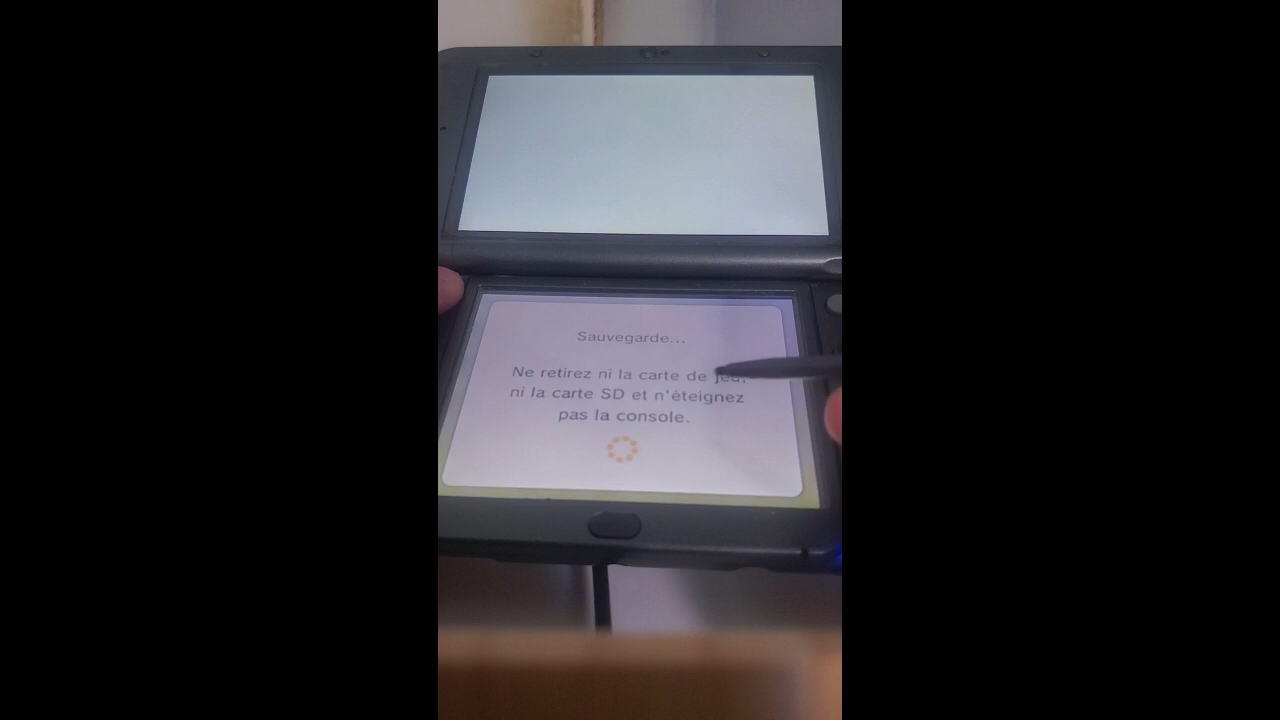 Sauvegarde...
Ne retirez ni la carte de jeu,
ni la carte SD et n'éteignez
pas la console.